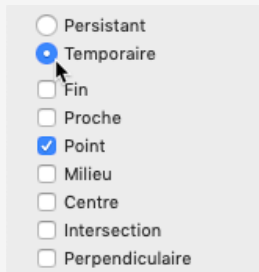 Persistant
Temporaire
Fin
Proche
Point
Milieu
Centre
Intersection
Perpendiculaire